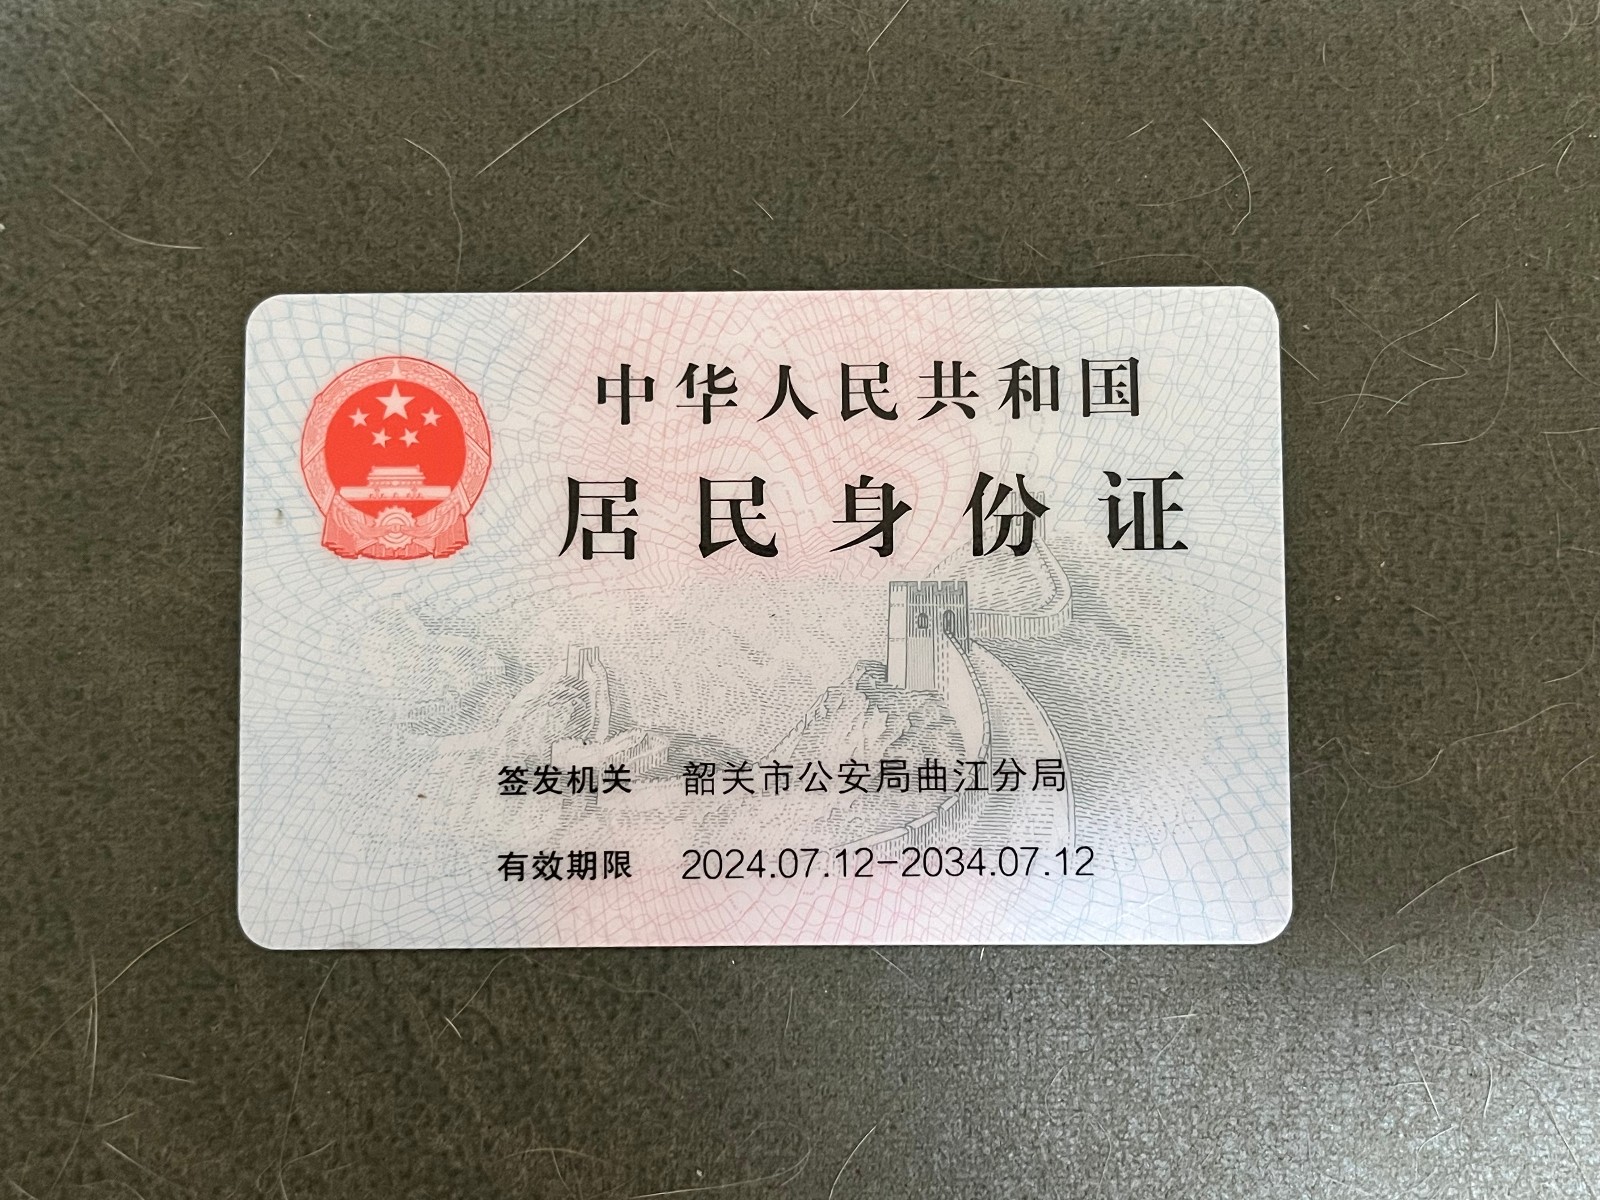 中华人民共和国
居民身份证
签发机关 韶关市公安局曲江分局
有效期限 2024.07.12-2034.07.12